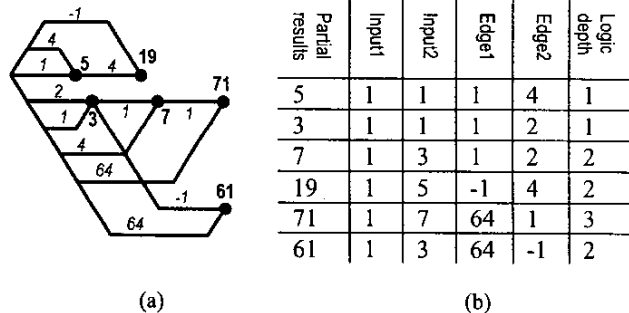 -1
4
5
19
1
4
71
2
3
1
7
1
1
4
64
-1
61
64
(a)
Partial results Input1 Input2 Edge1 Edge2 Logic depth
5 1 1 1 4 1
3 1 1 1 2 1
7 1 3 1 2 2
19 1 5 -1 4 2
71 1 7 64 1 3
61 1 3 64 -1 2
(b)